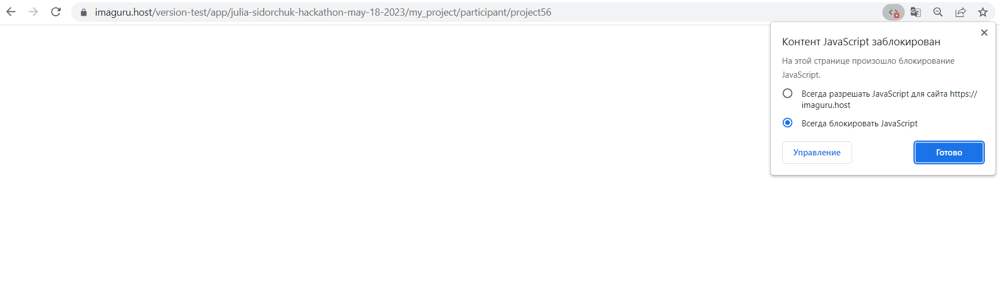 imaguru.host/version-test/app/julia-sidorchuk-hackathon-may-18-2023/my_project/participant/project56
Контент JavaScript заблокирован
На этой странице произошло блокирование
JavaScript.
Всегда разрешать JavaScript для сайта https://
imaguru.host
Всегда блокировать JavaScript
Управление
Готово